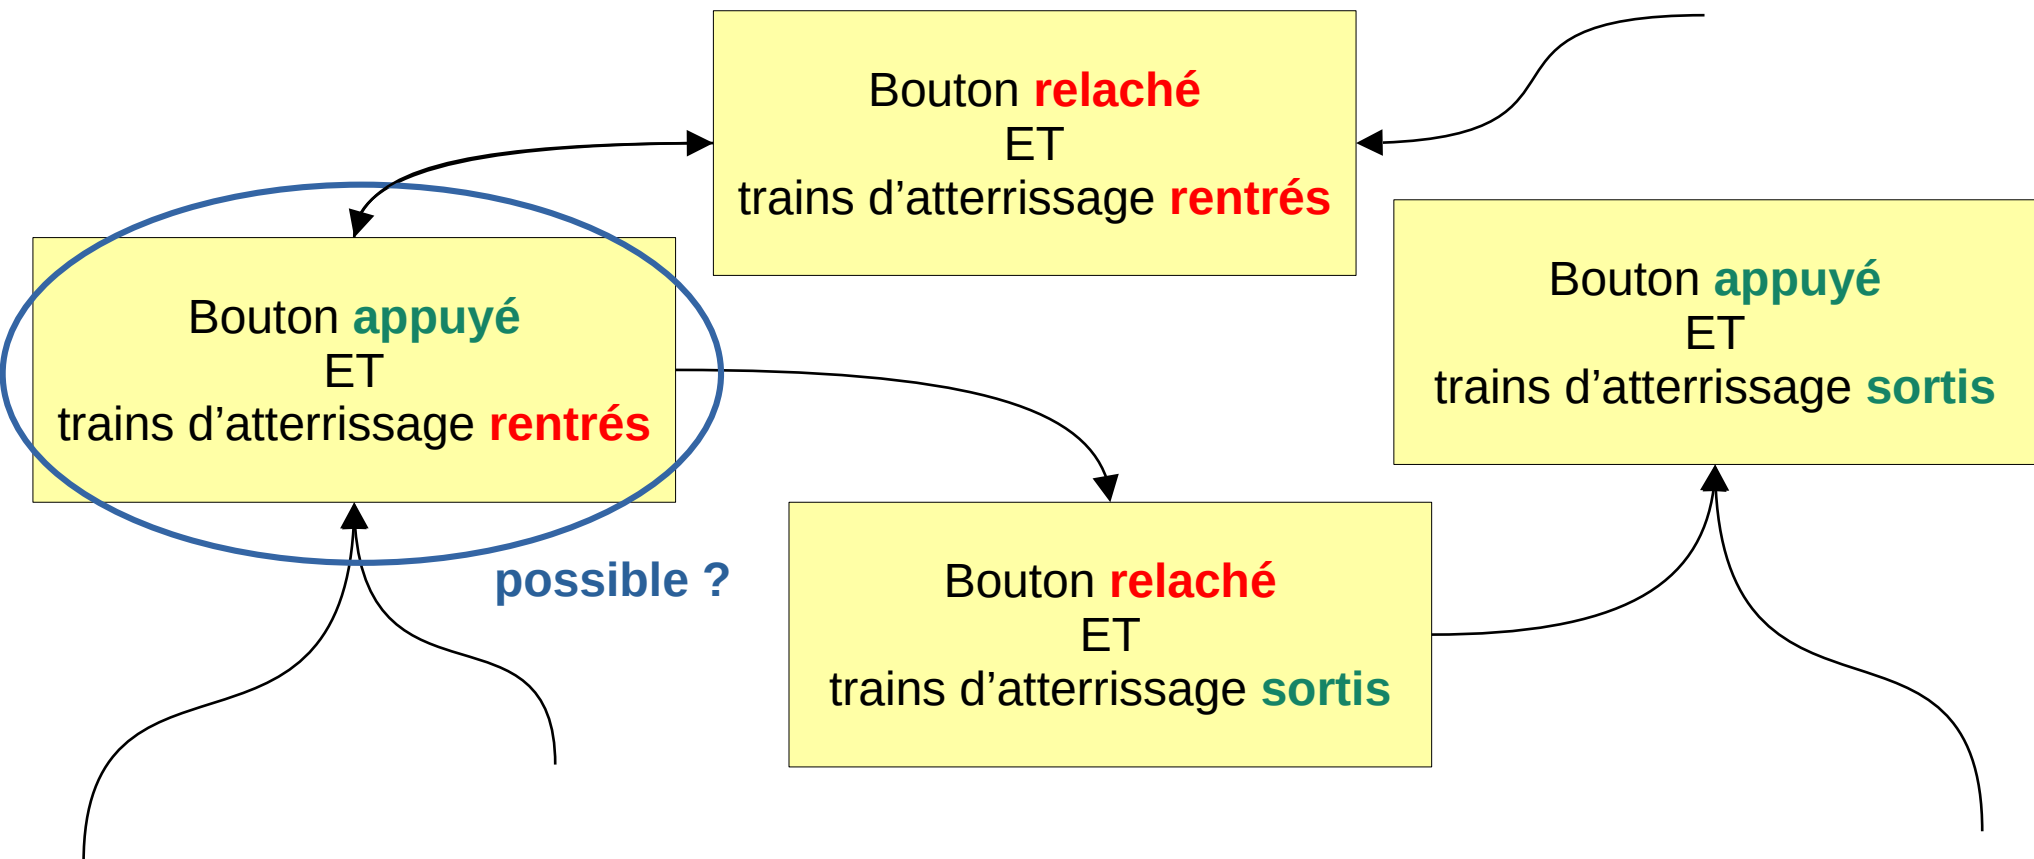 Bouton relaché
ET
trains d’atterrissage rentrés
Bouton appuyé
ET
trains d’atterrissage rentrés
Bouton appuyé
ET
trains d’atterrissage sortis
possible ?
Bouton relaché
ET
trains d’atterrissage sortis